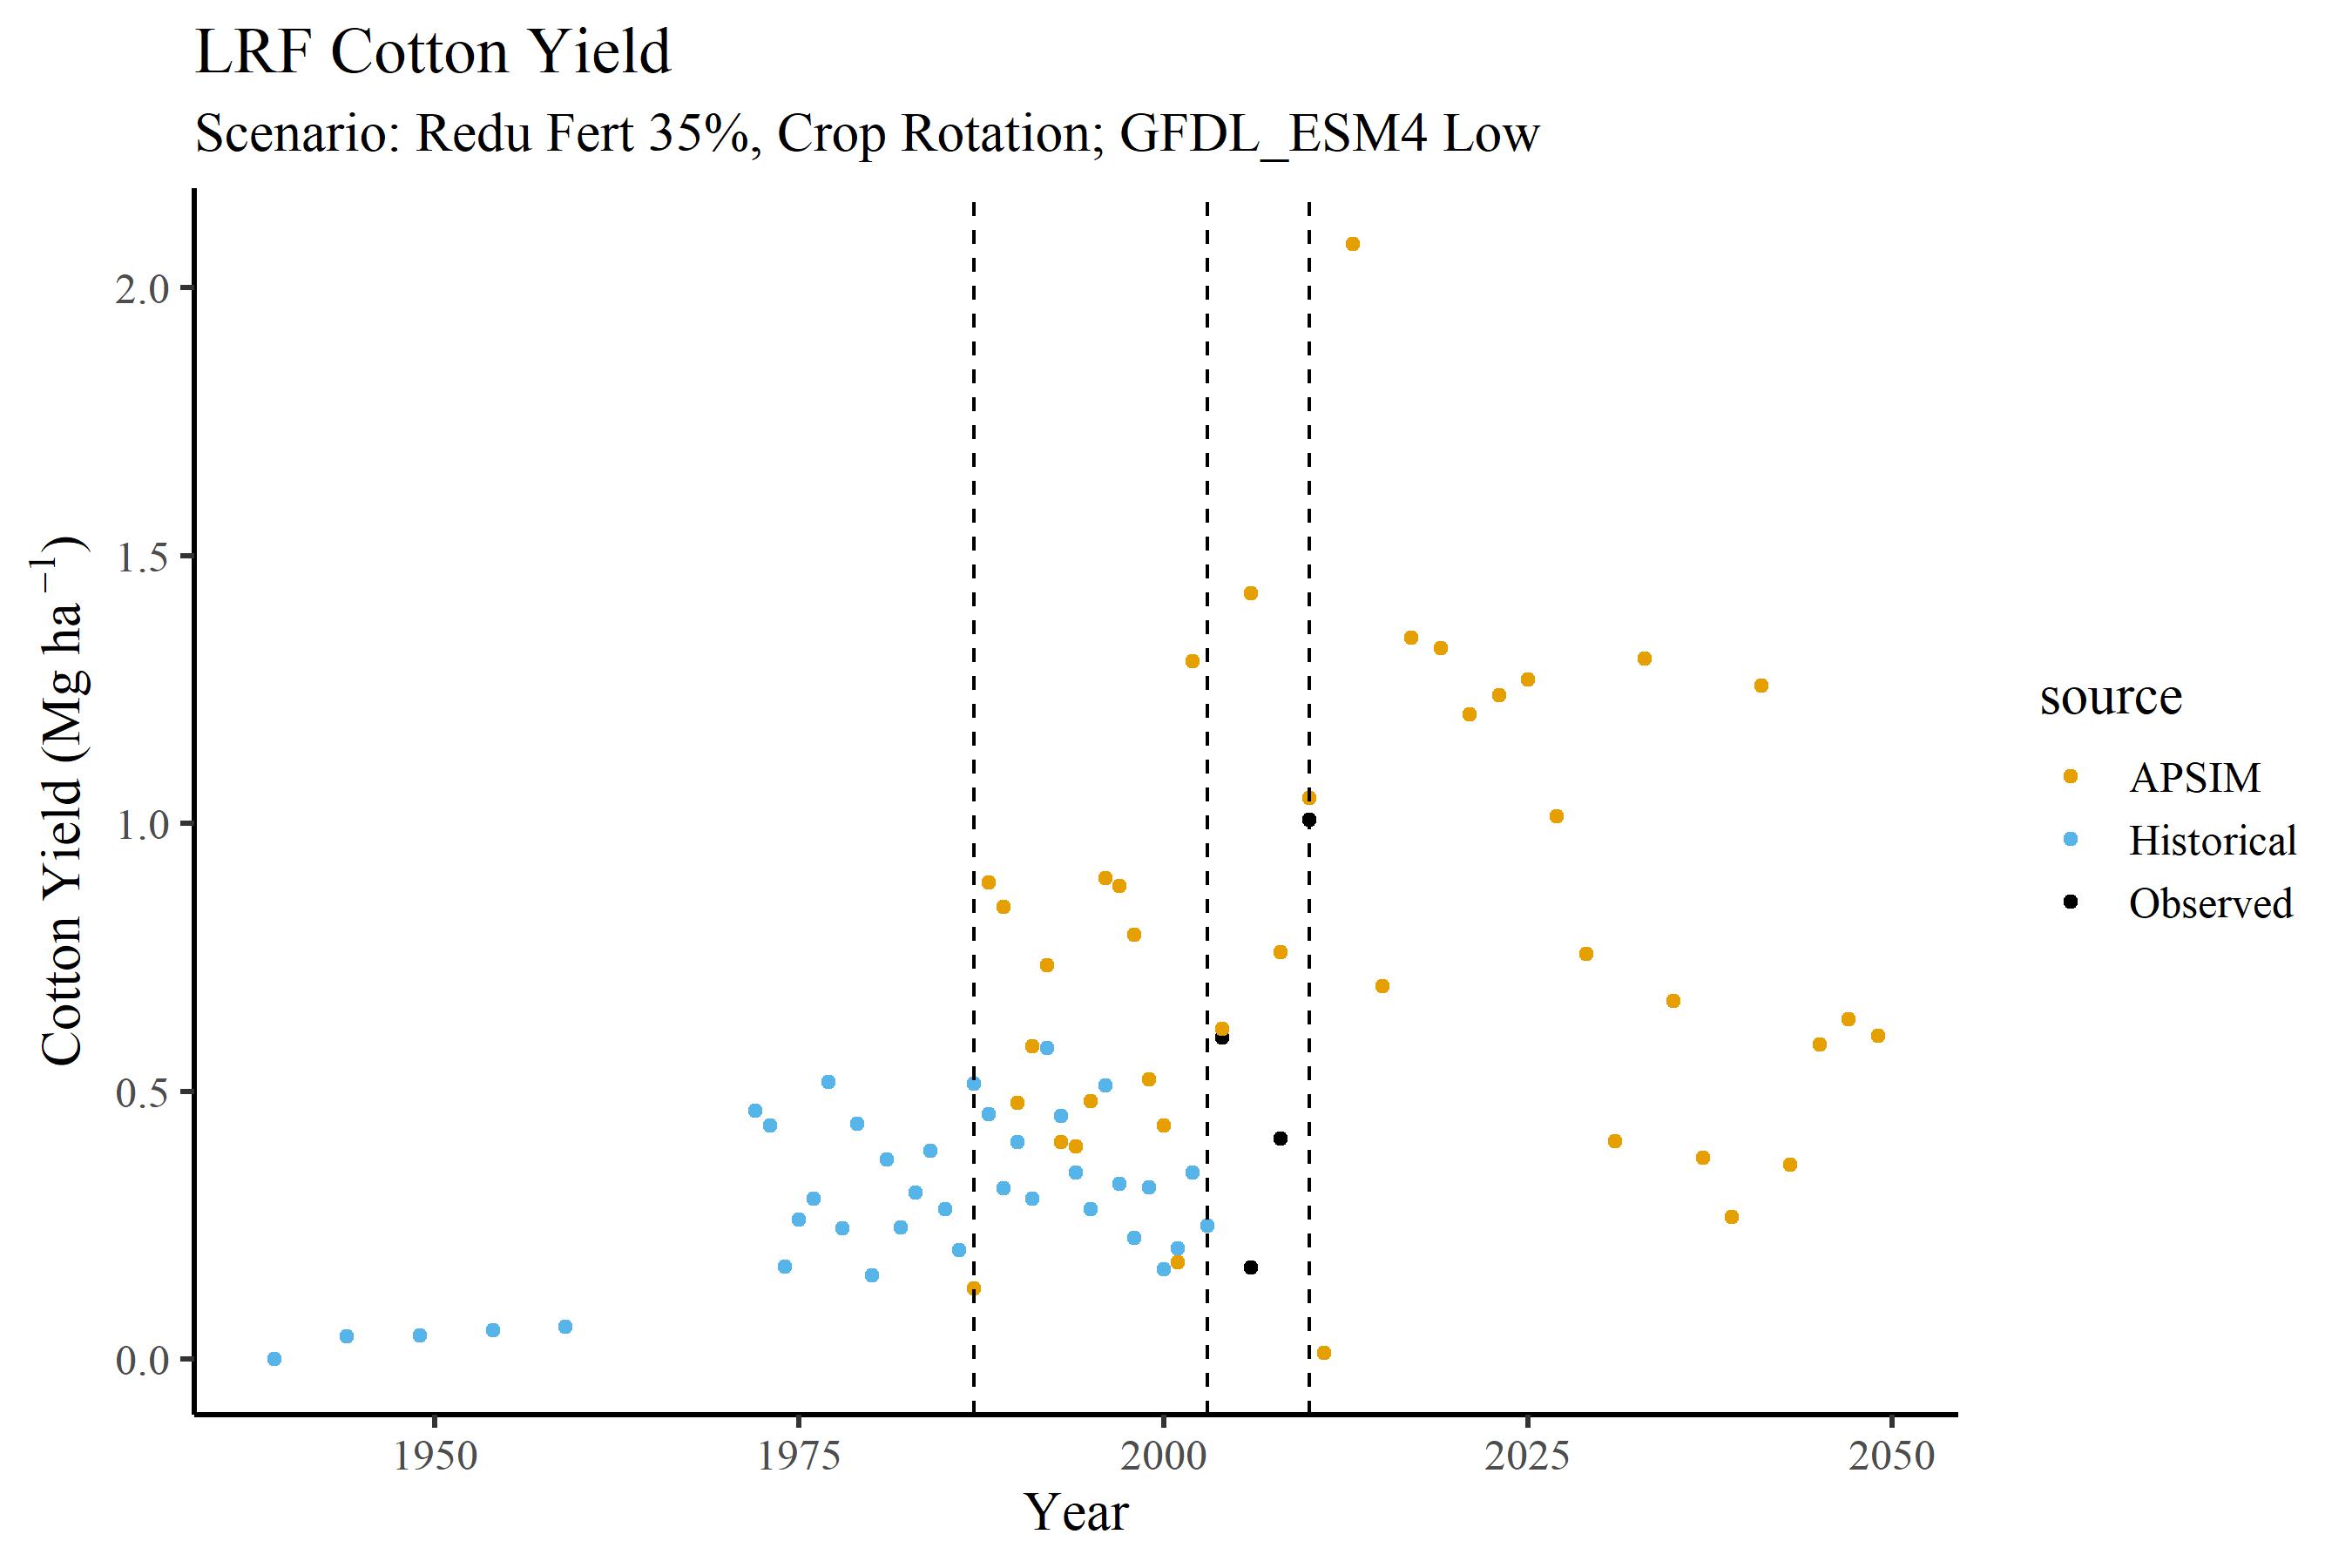 LRF Cotton Yield
Scenario: Redu Fert 35%, Crop Rotation; GFDL_ESM4 Low
Cotton Yield (Mg ha⁻¹)
2.0
1.5
1.0
0.5
0.0
1950
1975
2000
2025
2050
Year
source
APSIM
Historical
Observed